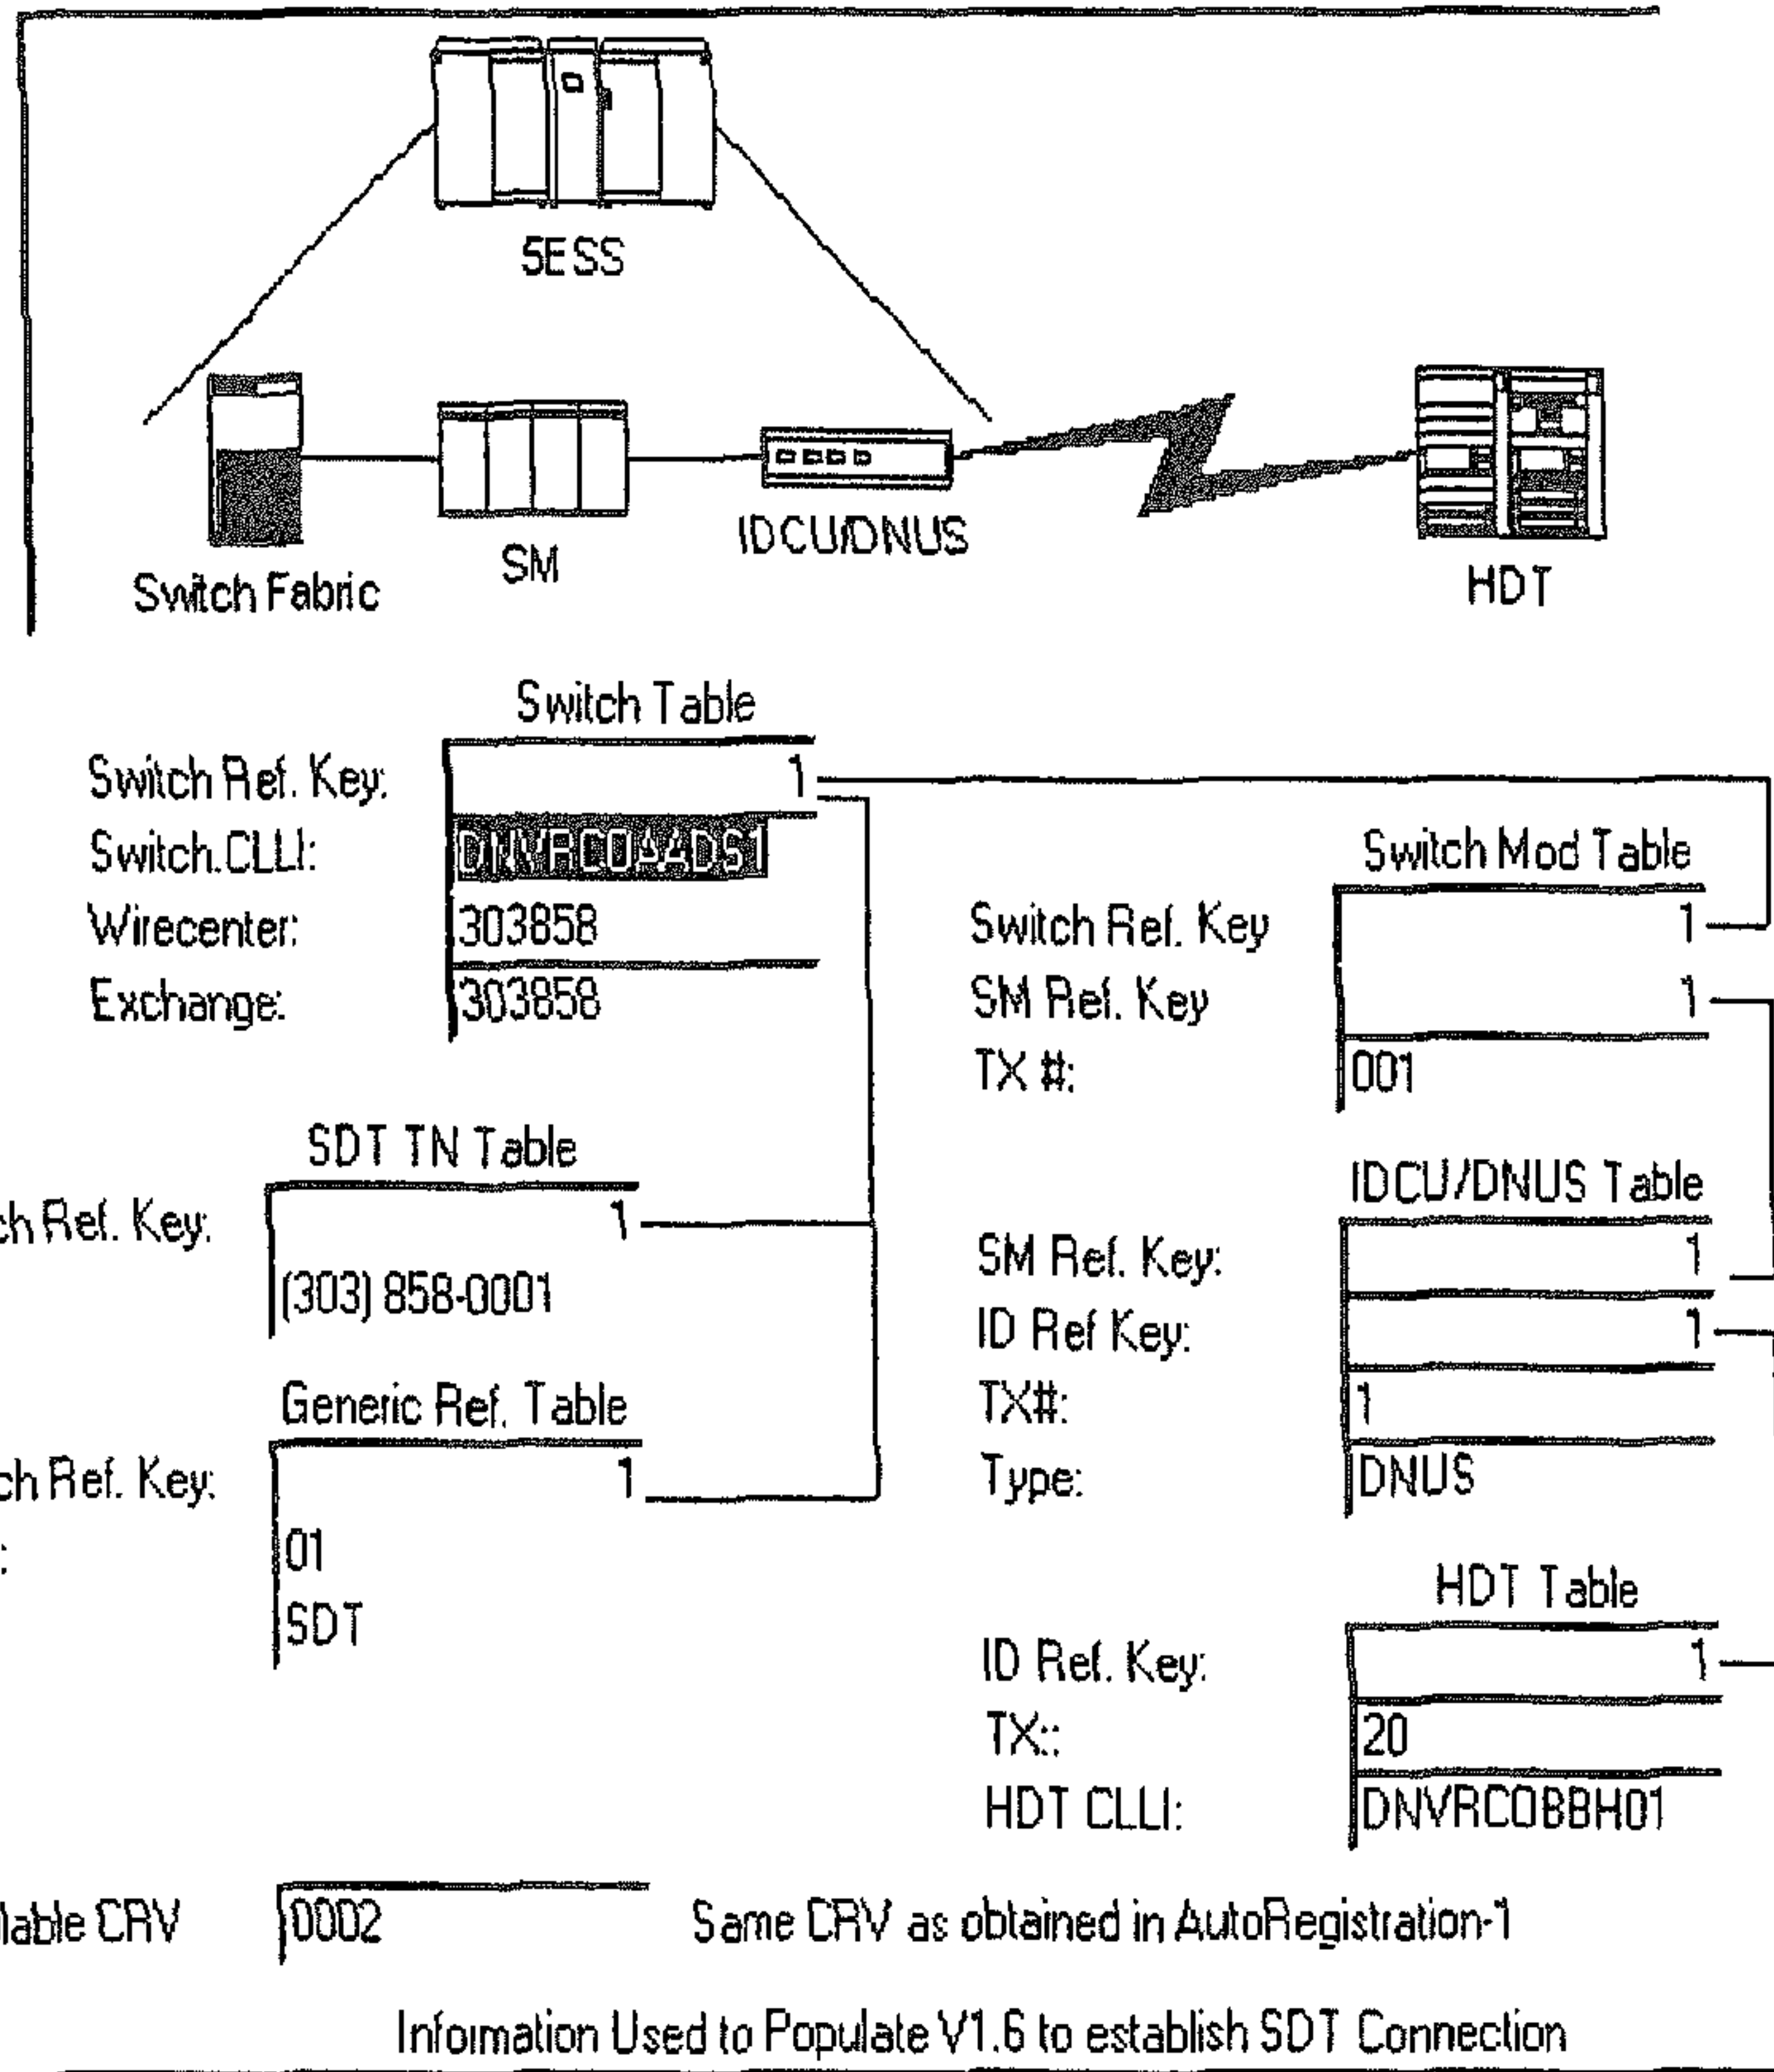 5ESS
Switch Fabric
SM
IDCU/DNUS
HDT
Switch Table
Switch Ref. Key: 1
Switch.CLLI: DNVRCOAADS1
Wirecenter: 303858
Exchange: 303858
Switch Mod Table
Switch Ref. Key 1
SM Ref. Key 1
TX #: 001
SDT TN Table
ch Ref. Key: 1
(303) 858-0001
Generic Ref. Table
ch Ref. Key: 1
: 01
SDT
IDCU/DNUS Table
SM Ref. Key: 1
ID Ref Key: 1
TX#: 1
Type: DNUS
HDT Table
ID Ref. Key: 1
TX:: 20
HDT CLLI: DNVRCOBBH01
lable CRV 0002 Same CRV as obtained in AutoRegistration-1
Information Used to Populate V1.6 to establish SDT Connection